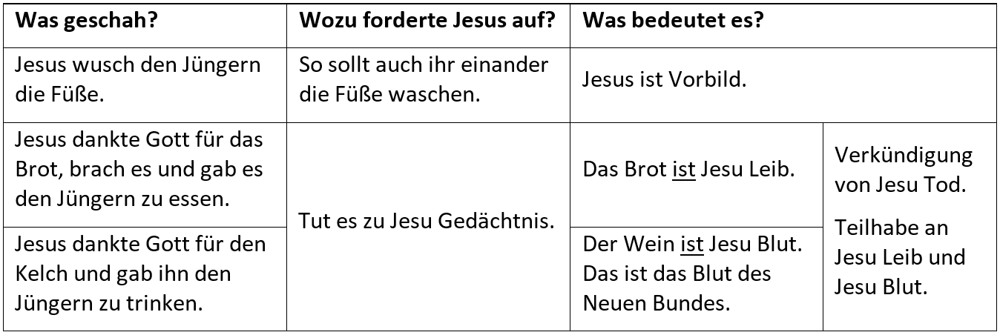 Was geschah?
Wozu forderte Jesus auf?
Was bedeutet es?
Jesus wusch den Jüngern
die Füße.
So sollt auch ihr einander
die Füße waschen.
Jesus ist Vorbild.
Jesus dankte Gott für das
Brot, brach es und gab es
den Jüngern zu essen.
Tut es zu Jesu Gedächtnis.
Das Brot ist Jesu Leib.
Verkündigung
von Jesu Tod.
Teilhabe an
Jesu Leib und
Jesu Blut.
Jesus dankte Gott für den
Kelch und gab ihn den
Jüngern zu trinken.
Der Wein ist Jesu Blut.
Das ist das Blut des
Neuen Bundes.